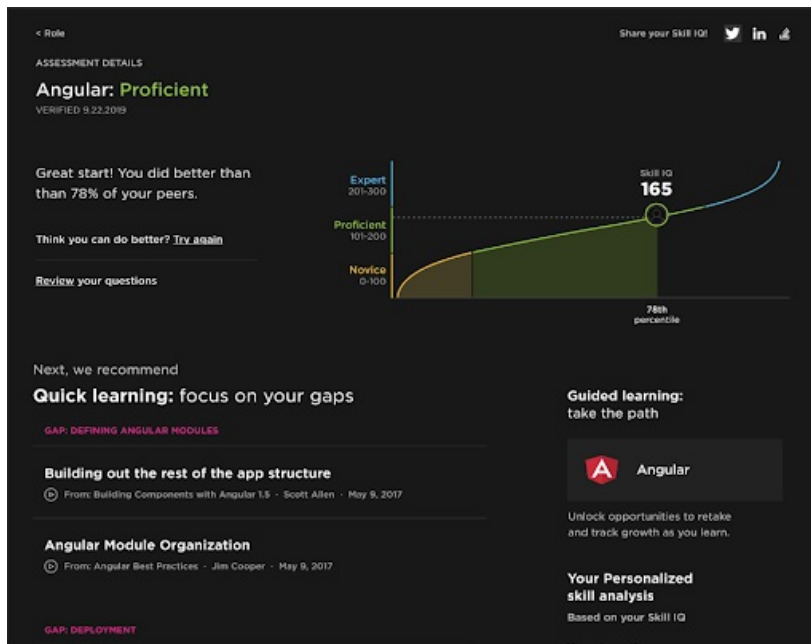 < Role
Share your Skill IQ!
in
ASSESSMENT DETAILS
Angular: Proficient
VERIFIED 9.22.2019
Great start! You did better than
than 78% of your peers.
Think you can do better? Try again
Review your questions
Expert
201-300
Proficient
101-200
Novice
0-100
Skill IQ
165
78th
percentile
Next, we recommend
Quick learning: focus on your gaps
GAP: DEFINING ANGULAR MODULES
Building out the rest of the app structure
From: Building Components with Angular 1.5 - Scott Allen - May 9, 2017
Angular Module Organization
From: Angular Best Practices - Jim Cooper - May 9, 2017
GAP: DEPLOYMENT
Guided learning:
take the path
A
Angular
Unlock opportunities to retake
and track growth as you learn.
Your Personalized
skill analysis
Based on your Skill IQ